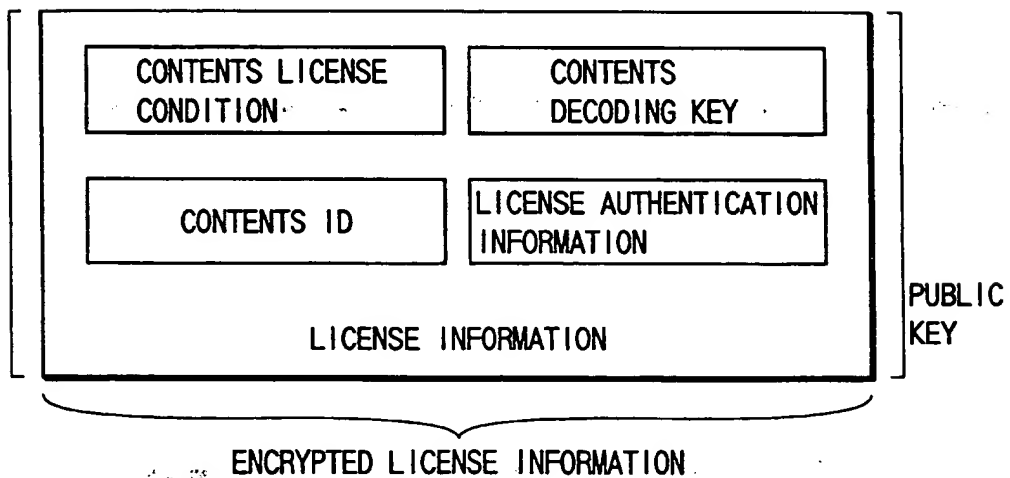 CONTENTS LICENSE
CONDITION
CONTENTS
DECODING KEY
CONTENTS ID
LICENSE AUTHENTICATION
INFORMATION
LICENSE INFORMATION
PUBLIC
KEY
ENCRYPTED LICENSE INFORMATION